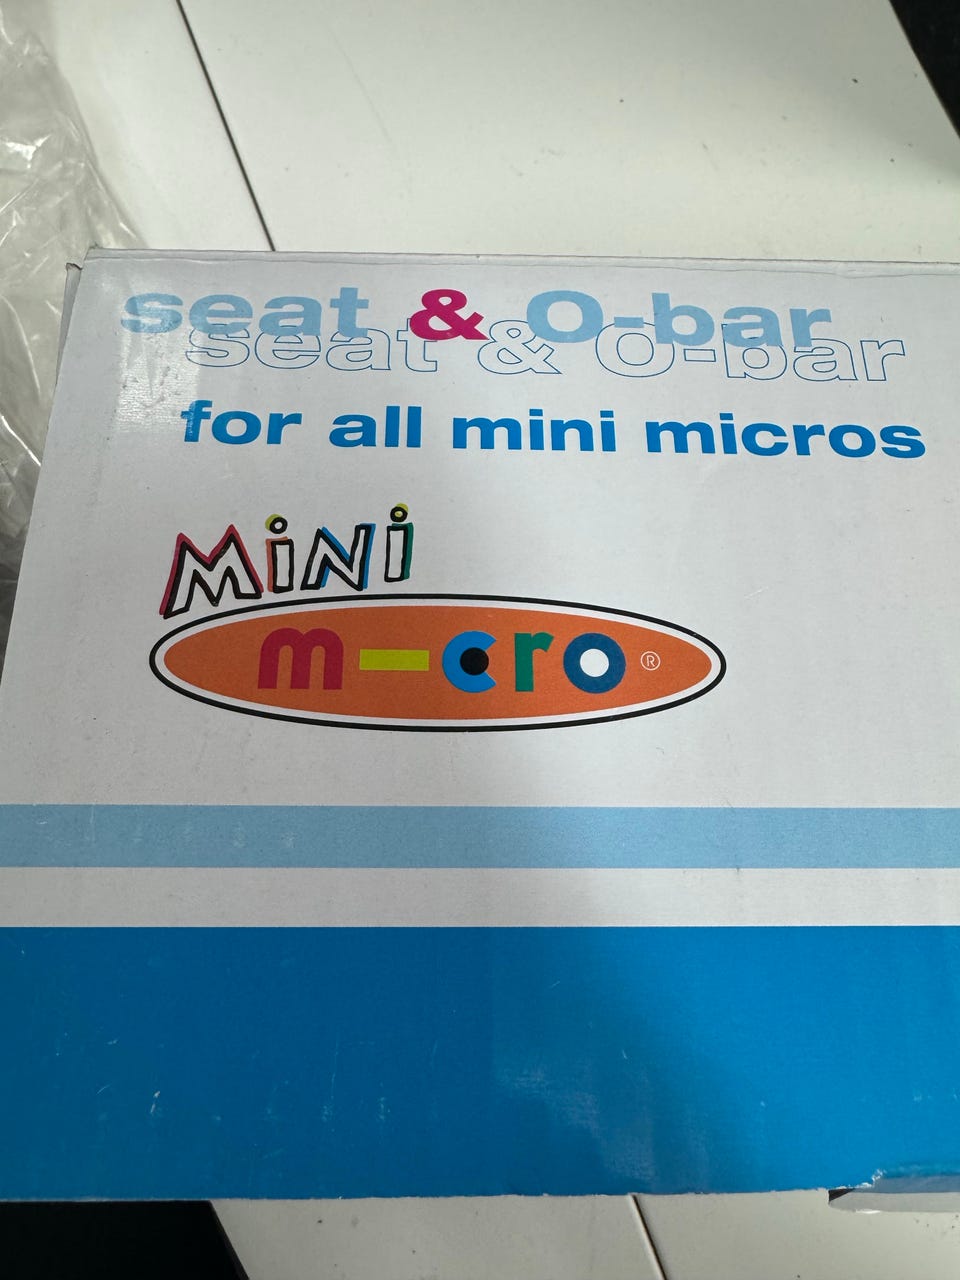 seat & O-bar
seat & O-bar
for all mini micros
MiNi
m–cro®